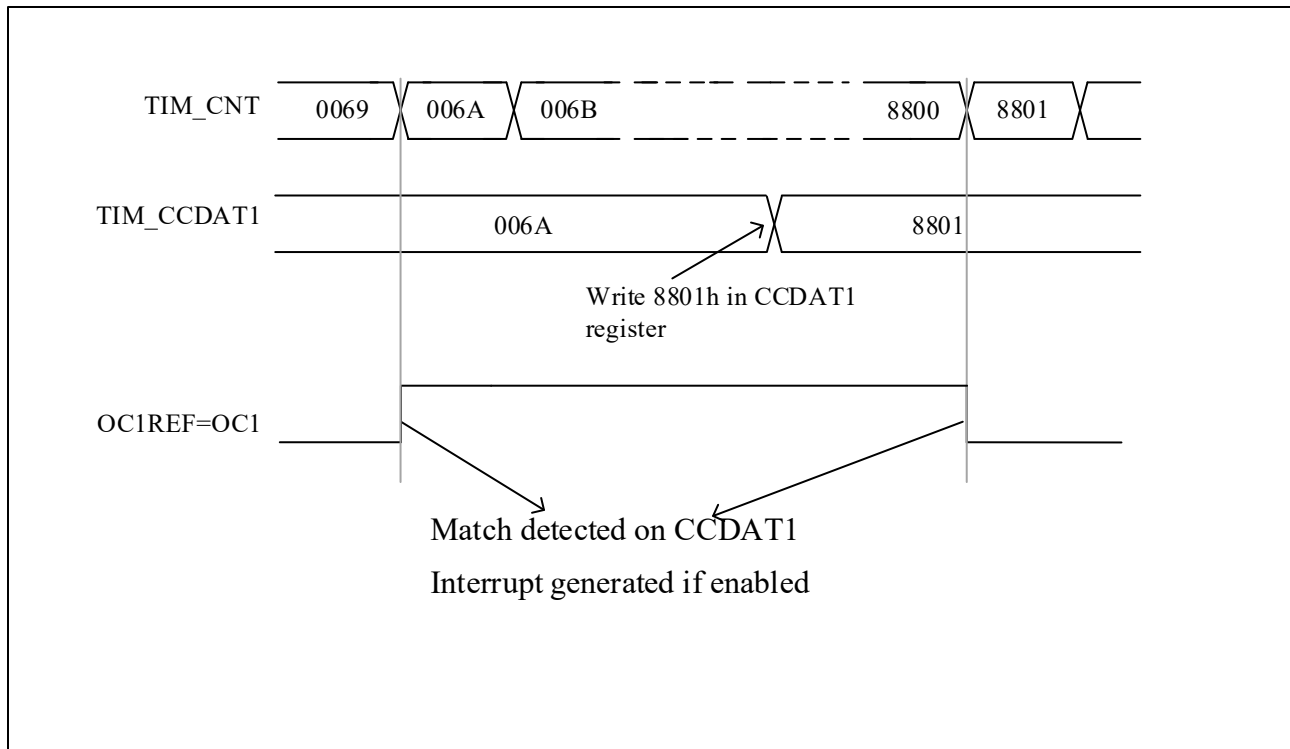 TIM_CNT 0069 006A 006B 8800 8801
TIM_CCDAT1 006A 8801
Write 8801h in CCDAT1
register
OC1REF=OC1
Match detected on CCDAT1
Interrupt generated if enabled